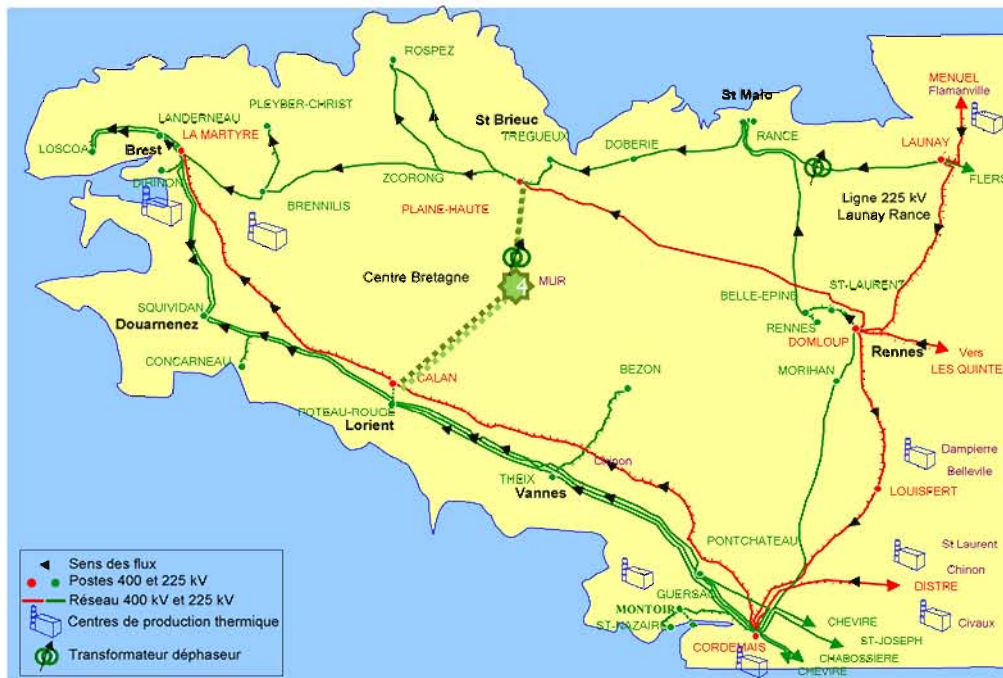 ROSPEZ
MENUEL
Flamanville
PLEYBER-CHRIST
St Malo
LANDERNEAU
St Brieuc
RANCE
LA MARTYRE
TREGUEUX
LAUNAY
LOSCOA
Brest
DOBERIE
FLERS
DIRINON
ZCORONG
Ligne 225 kV
BRENNILIS
PLAINE-HAUTE
Launay Rance
Centre Bretagne
MUR
4
ST-LAURENT
BELLE-EPINE
SQUIVIDAN
Douarnenez
RENNES
DOMLOUP
Rennes
Vers
LES QUINTE
CONCARNEAU
CALAN
BEZON
MORIHAN
POTEAU-ROUGE
Lorient
Chinon
Dampierre
Belleville
THEIX
Vannes
LOUISFERT
PONTCHATEAU
St Laurent
Chinon
DISTRE
GUERSAC
MONTOIR
ST-NAZAIRE
CHEVIRE
Civaux
ST-JOSEPH
CORDEMAIS
CHABOSSIERE
CHEVIRE
Sens des flux
Postes 400 et 225 kV
Réseau 400 kV et 225 kV
Centres de production thermique
Transformateur déphaseur